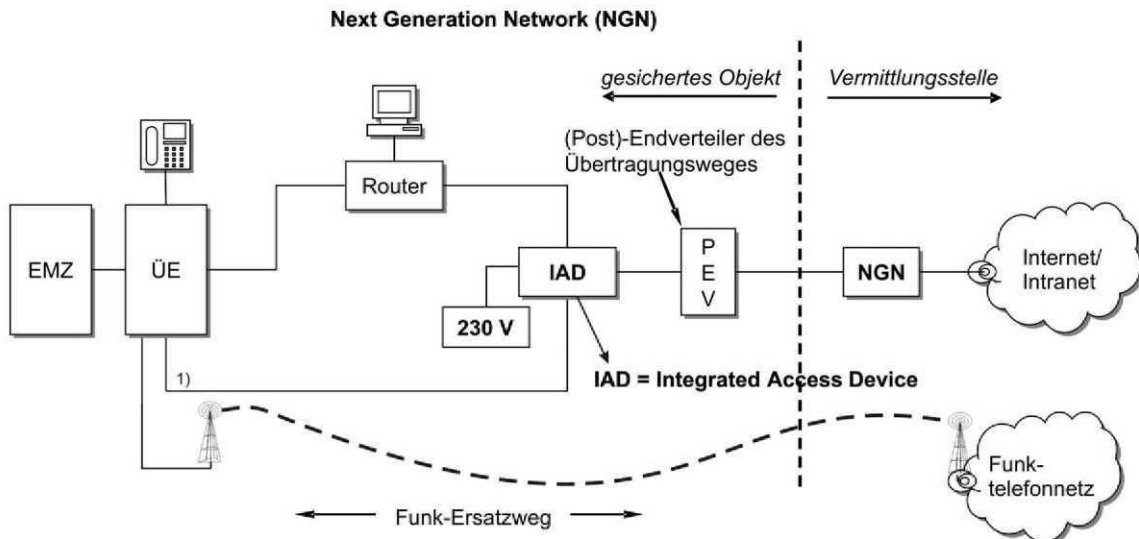 Next Generation Network (NGN)
gesichertes Objekt
Vermittlungsstelle
(Post)-Endverteiler des
Übertragungsweges
Router
EMZ
ÜE
IAD
P
E
V
NGN
Internet/
Intranet
230 V
1)
IAD = Integrated Access Device
Funk-
telefonnetz
Funk-Ersatzweg